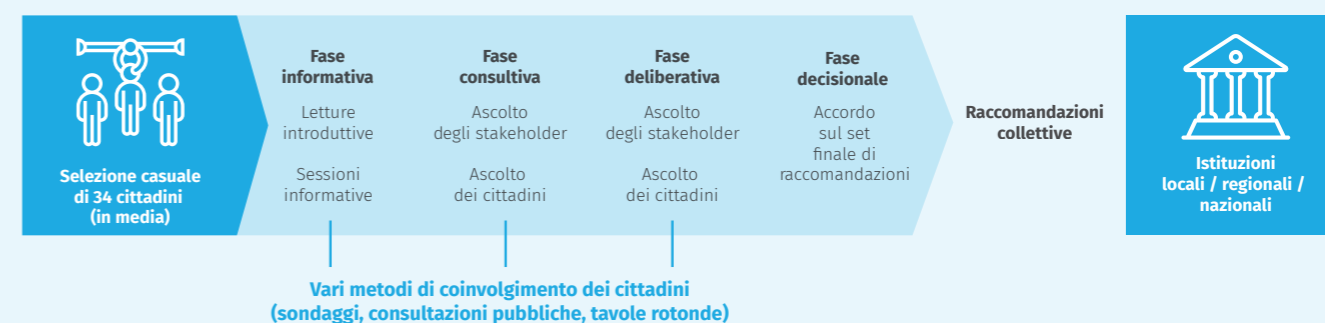 Selezione casuale
di 34 cittadini
(in media)
Fase
informativa
Letture
introduttive
Sessioni
informative
Fase
consultiva
Ascolto
degli stakeholder
Ascolto
dei cittadini
Fase
deliberativa
Ascolto
degli stakeholder
Ascolto
dei cittadini
Fase
decisionale
Accordo
sul set
finale di
raccomandazioni
Raccomandazioni
collettive
Istituzioni
locali / regionali /
nazionali
Vari metodi di coinvolgimento dei cittadini
(sondaggi, consultazioni pubbliche, tavole rotonde)